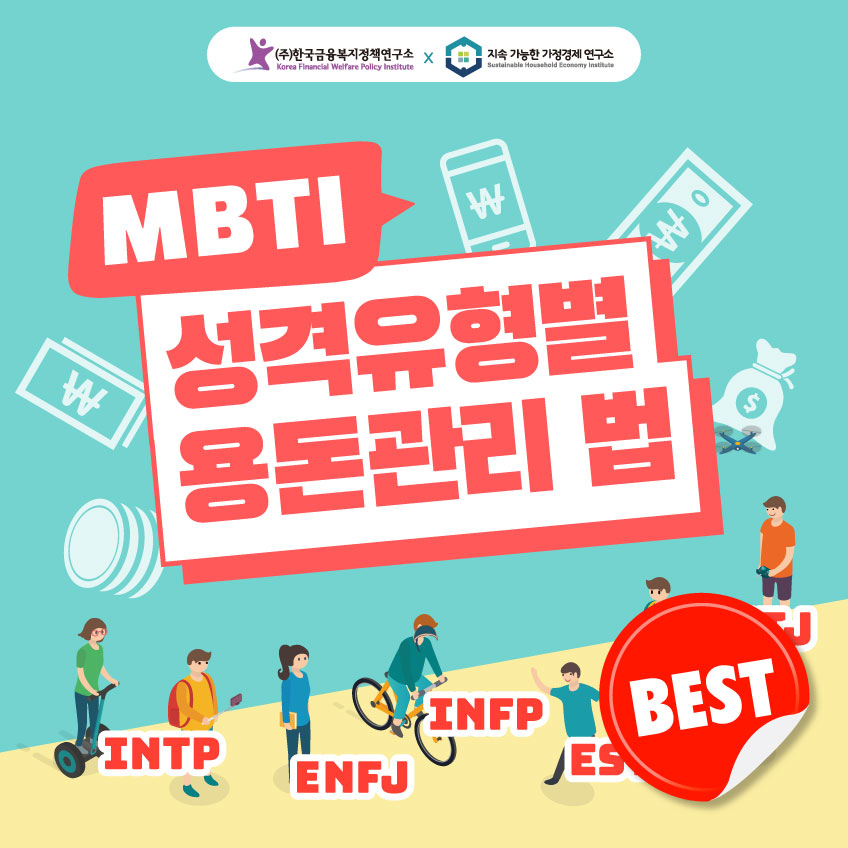 (주)한국금융복지정책연구소
Korea Financial Welfare Policy Institute
x
지속 가능한 가정경제 연구소
Sustainable Household Economy Institute
MBTI
성격유형별
용돈관리 법
INTP
ENFJ
INFP
BEST